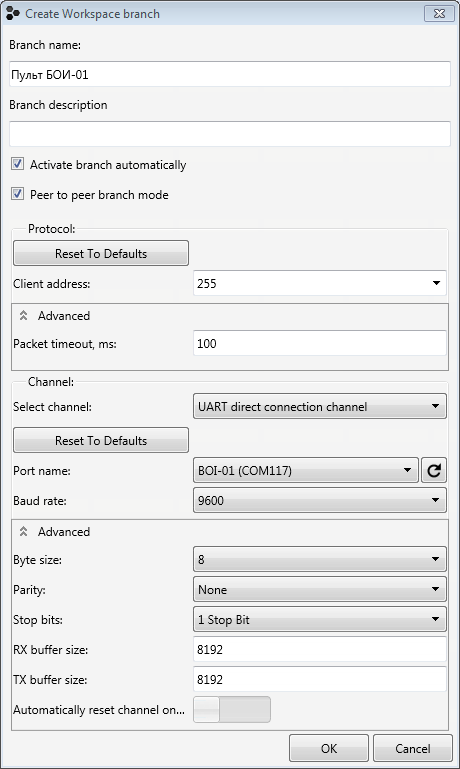 Create Workspace branch
Branch name:
Пульт БОИ-01
Branch description
Activate branch automatically
Peer to peer branch mode
Protocol:
Reset To Defaults
Client address: 255
Advanced
Packet timeout, ms: 100
Channel:
Select channel: UART direct connection channel
Reset To Defaults
Port name: BOI-01 (COM117)
Baud rate: 9600
Advanced
Byte size: 8
Parity: None
Stop bits: 1 Stop Bit
RX buffer size: 8192
TX buffer size: 8192
Automatically reset channel on...
OK Cancel